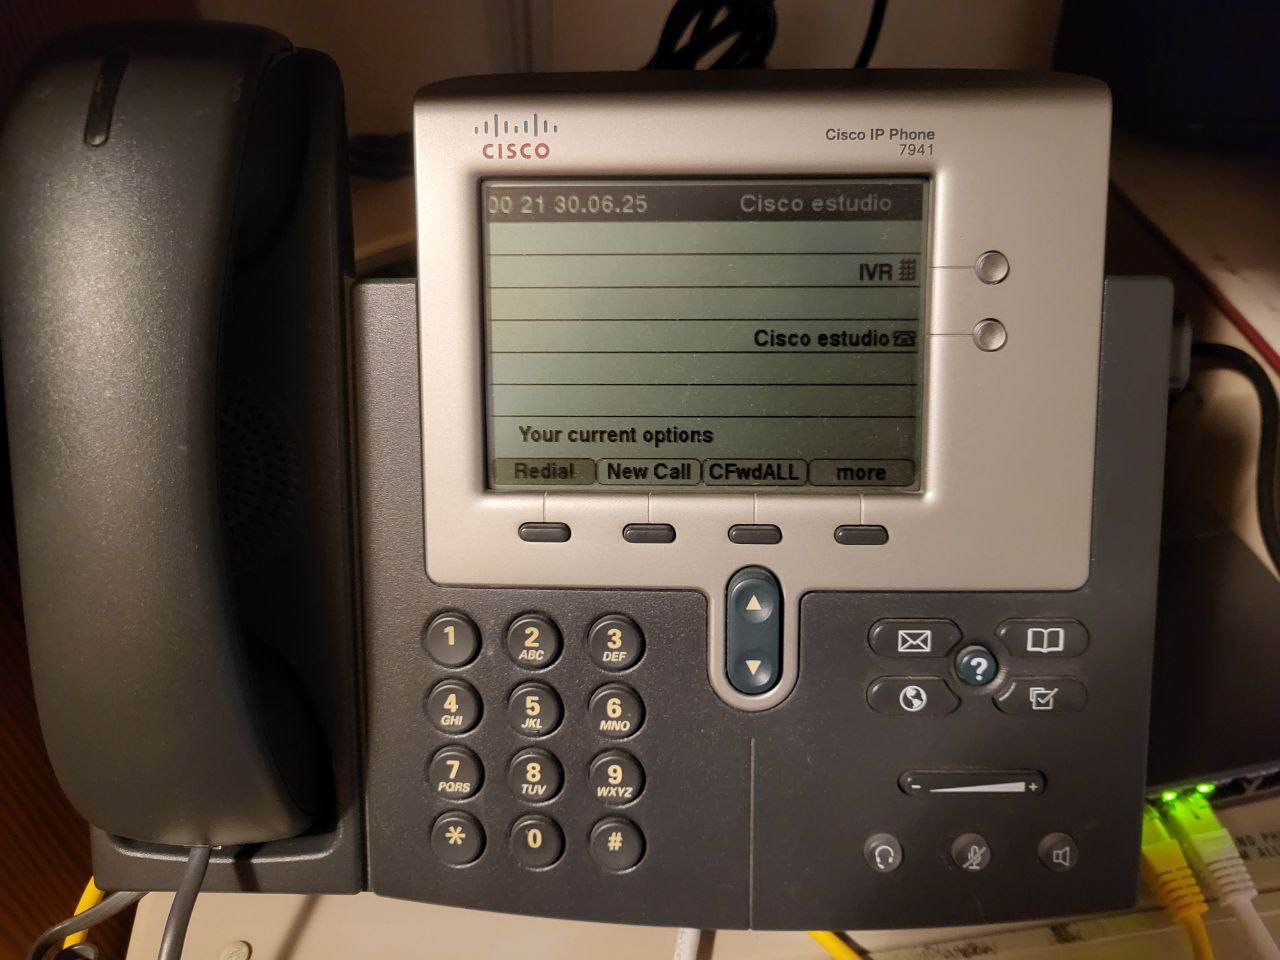 CISCO
Cisco IP Phone
7941
00 21 30.06.25 Cisco estudio
IVR
Cisco estudio
Your current options
Redial New Call CFwdALL more
1 2 ABC 3 DEF
4 GHI 5 JKL 6 MNO
7 PQRS 8 TUV 9 WXYZ
* 0 #
?
- +